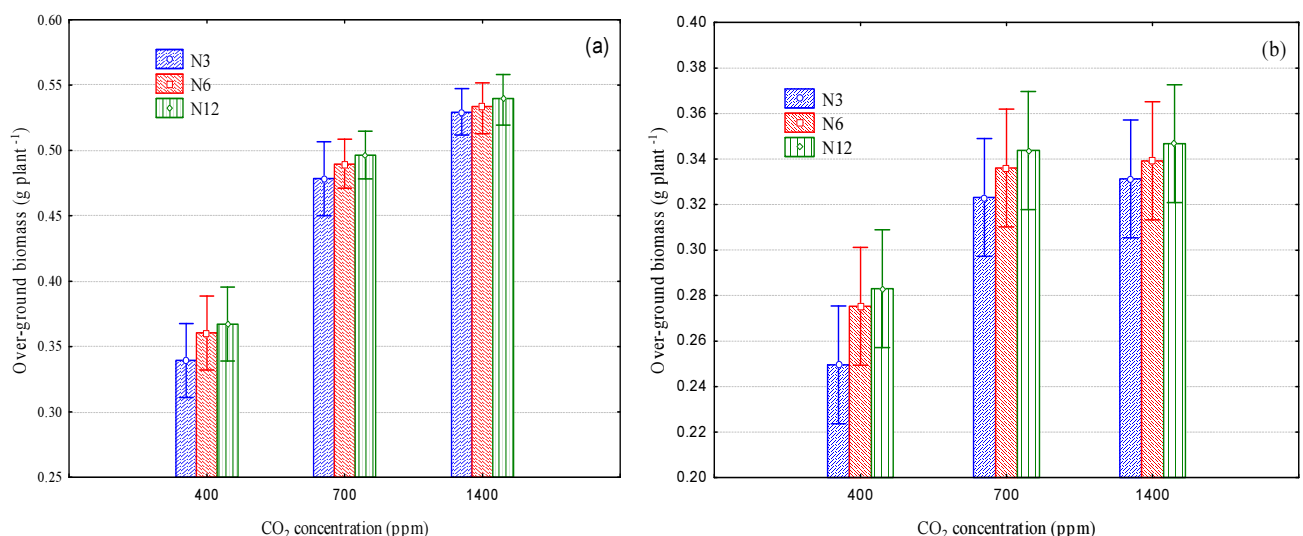 (a)
N3
N6
N12
Over-ground biomass (g plant⁻¹)
0.60
0.55
0.50
0.45
0.40
0.35
0.30
0.25
400 700 1400
CO₂ concentration (ppm)
(b)
N3
N6
N12
Over-ground biomass (g plant⁻¹)
0.40
0.38
0.36
0.34
0.32
0.30
0.28
0.26
0.24
0.22
0.20
400 700 1400
CO₂ concentration (ppm)